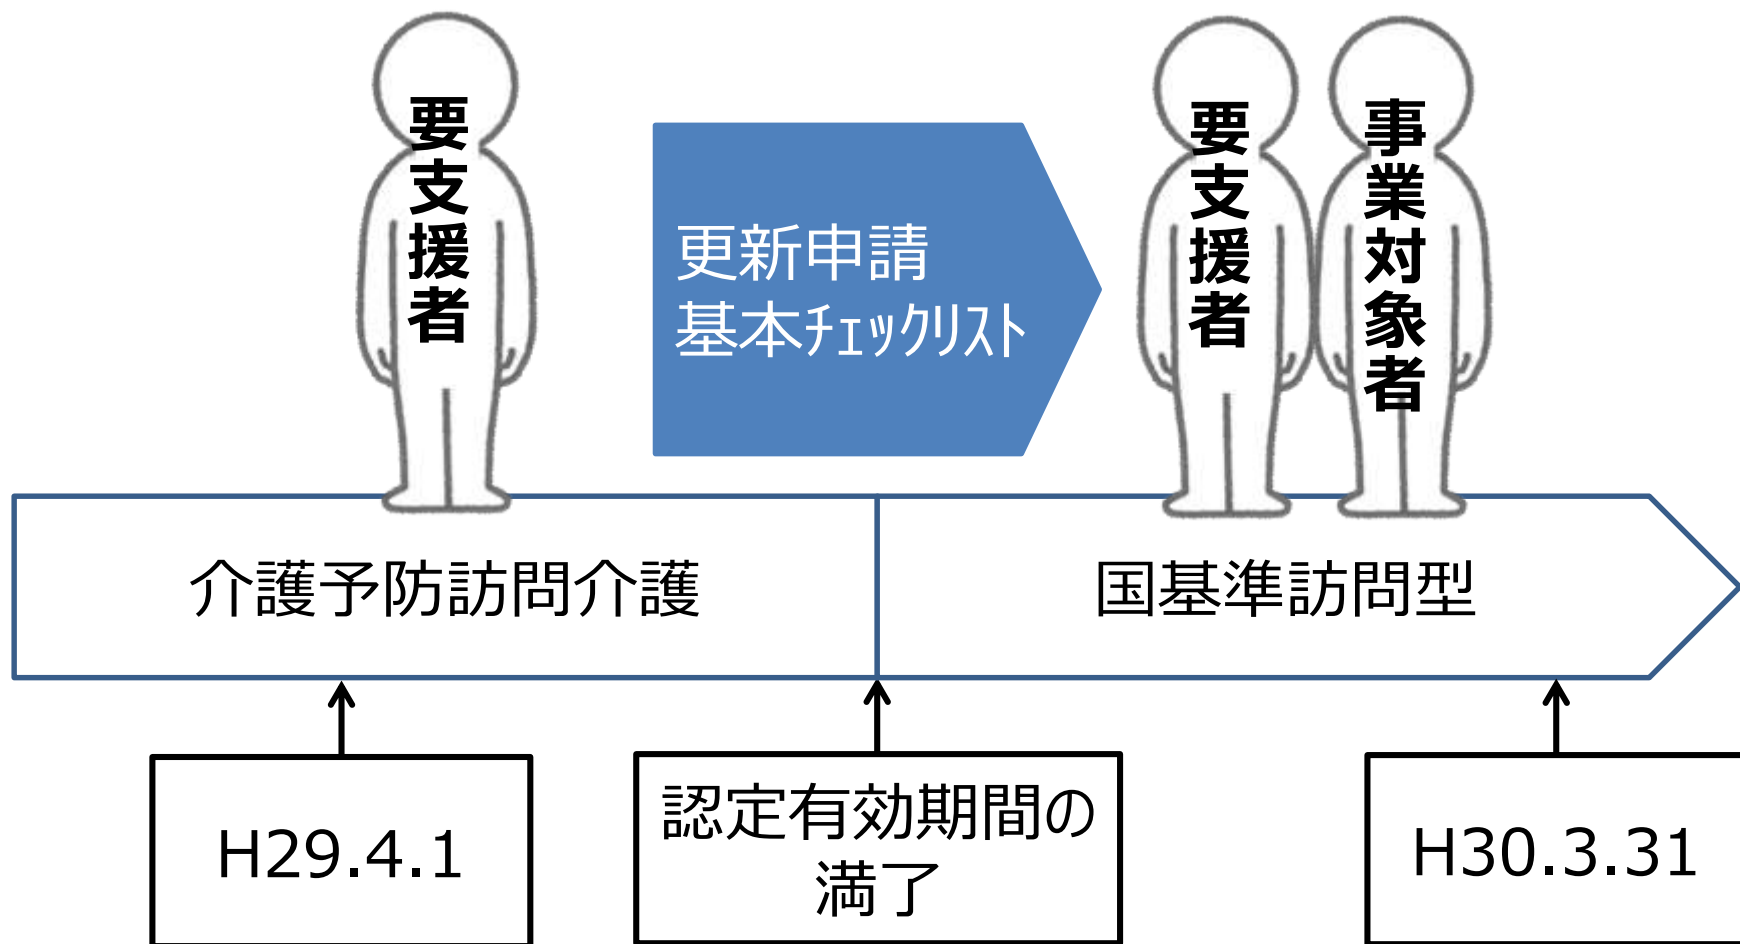 要支援者
更新申請
基本ﾁｪｯｸﾘｽﾄ
要支援者
事業対象者
介護予防訪問介護
国基準訪問型
H29.4.1
認定有効期間の
満了
H30.3.31